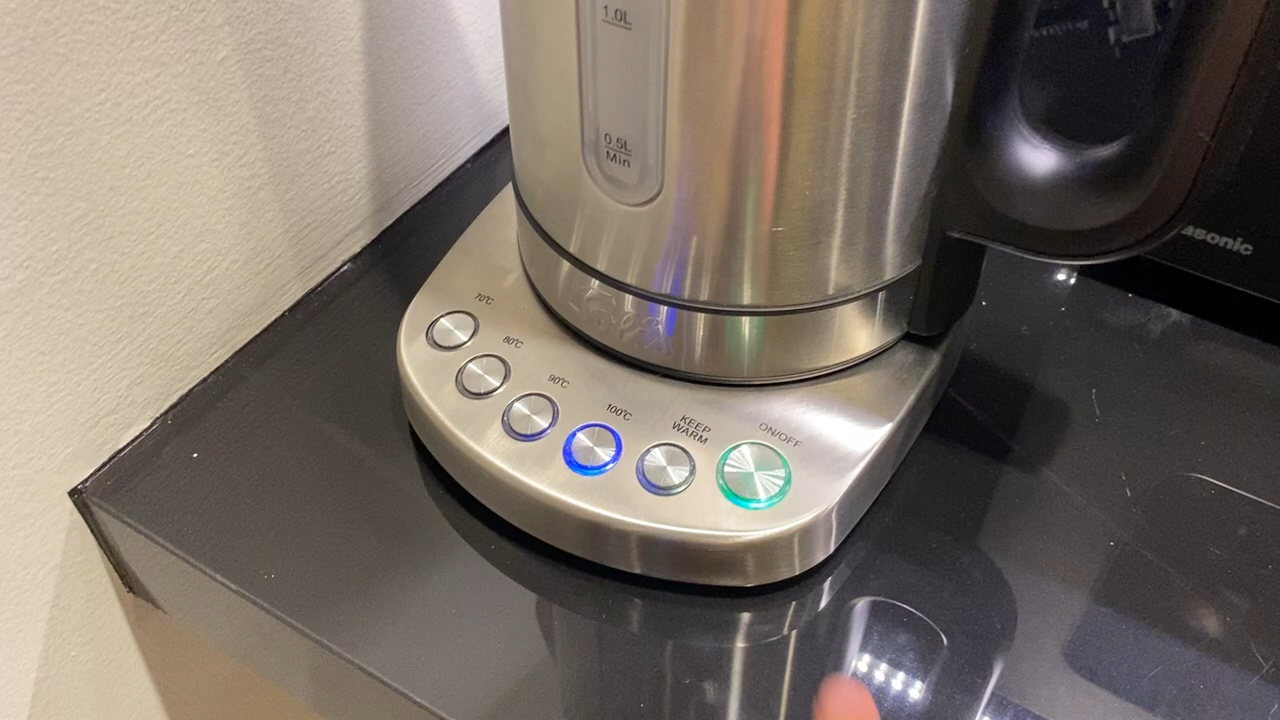 1.0L
0.5L
Min
asonic
70℃
80℃
90℃
100℃
KEEP
WARM
ON/OFF